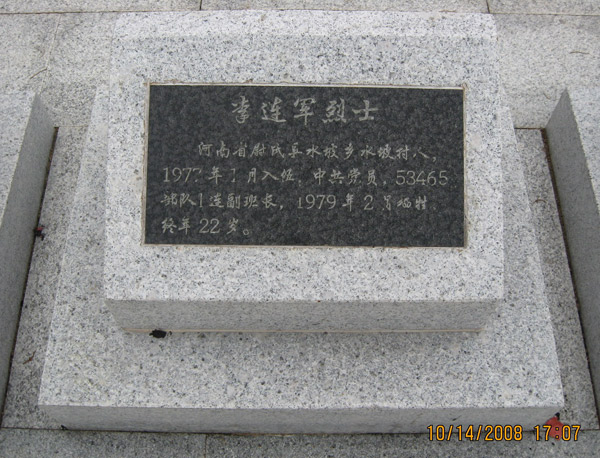 李连军烈士
河南省尉氏县水坡乡水坡村人,
1977年1月入伍, 中共党员, 53465
部队1连副班长, 1979年2月牺牲,
终年22岁。
10/14/2008 17:07